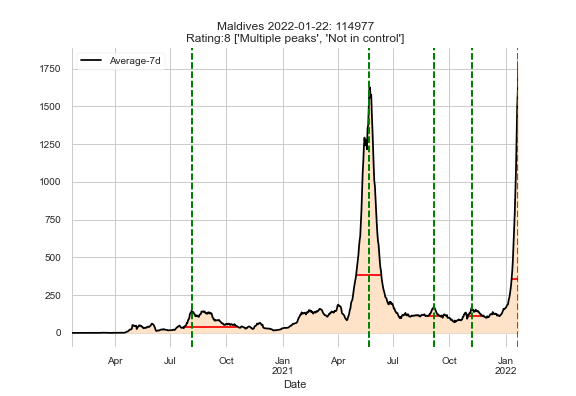 Maldives 2022-01-22: 114977
Rating:8 ['Multiple peaks', 'Not in control']
Average-7d
1750
1500
1250
1000
750
500
250
0
Apr
Jul
Oct
Jan
2021
Apr
Jul
Oct
Jan
2022
Date